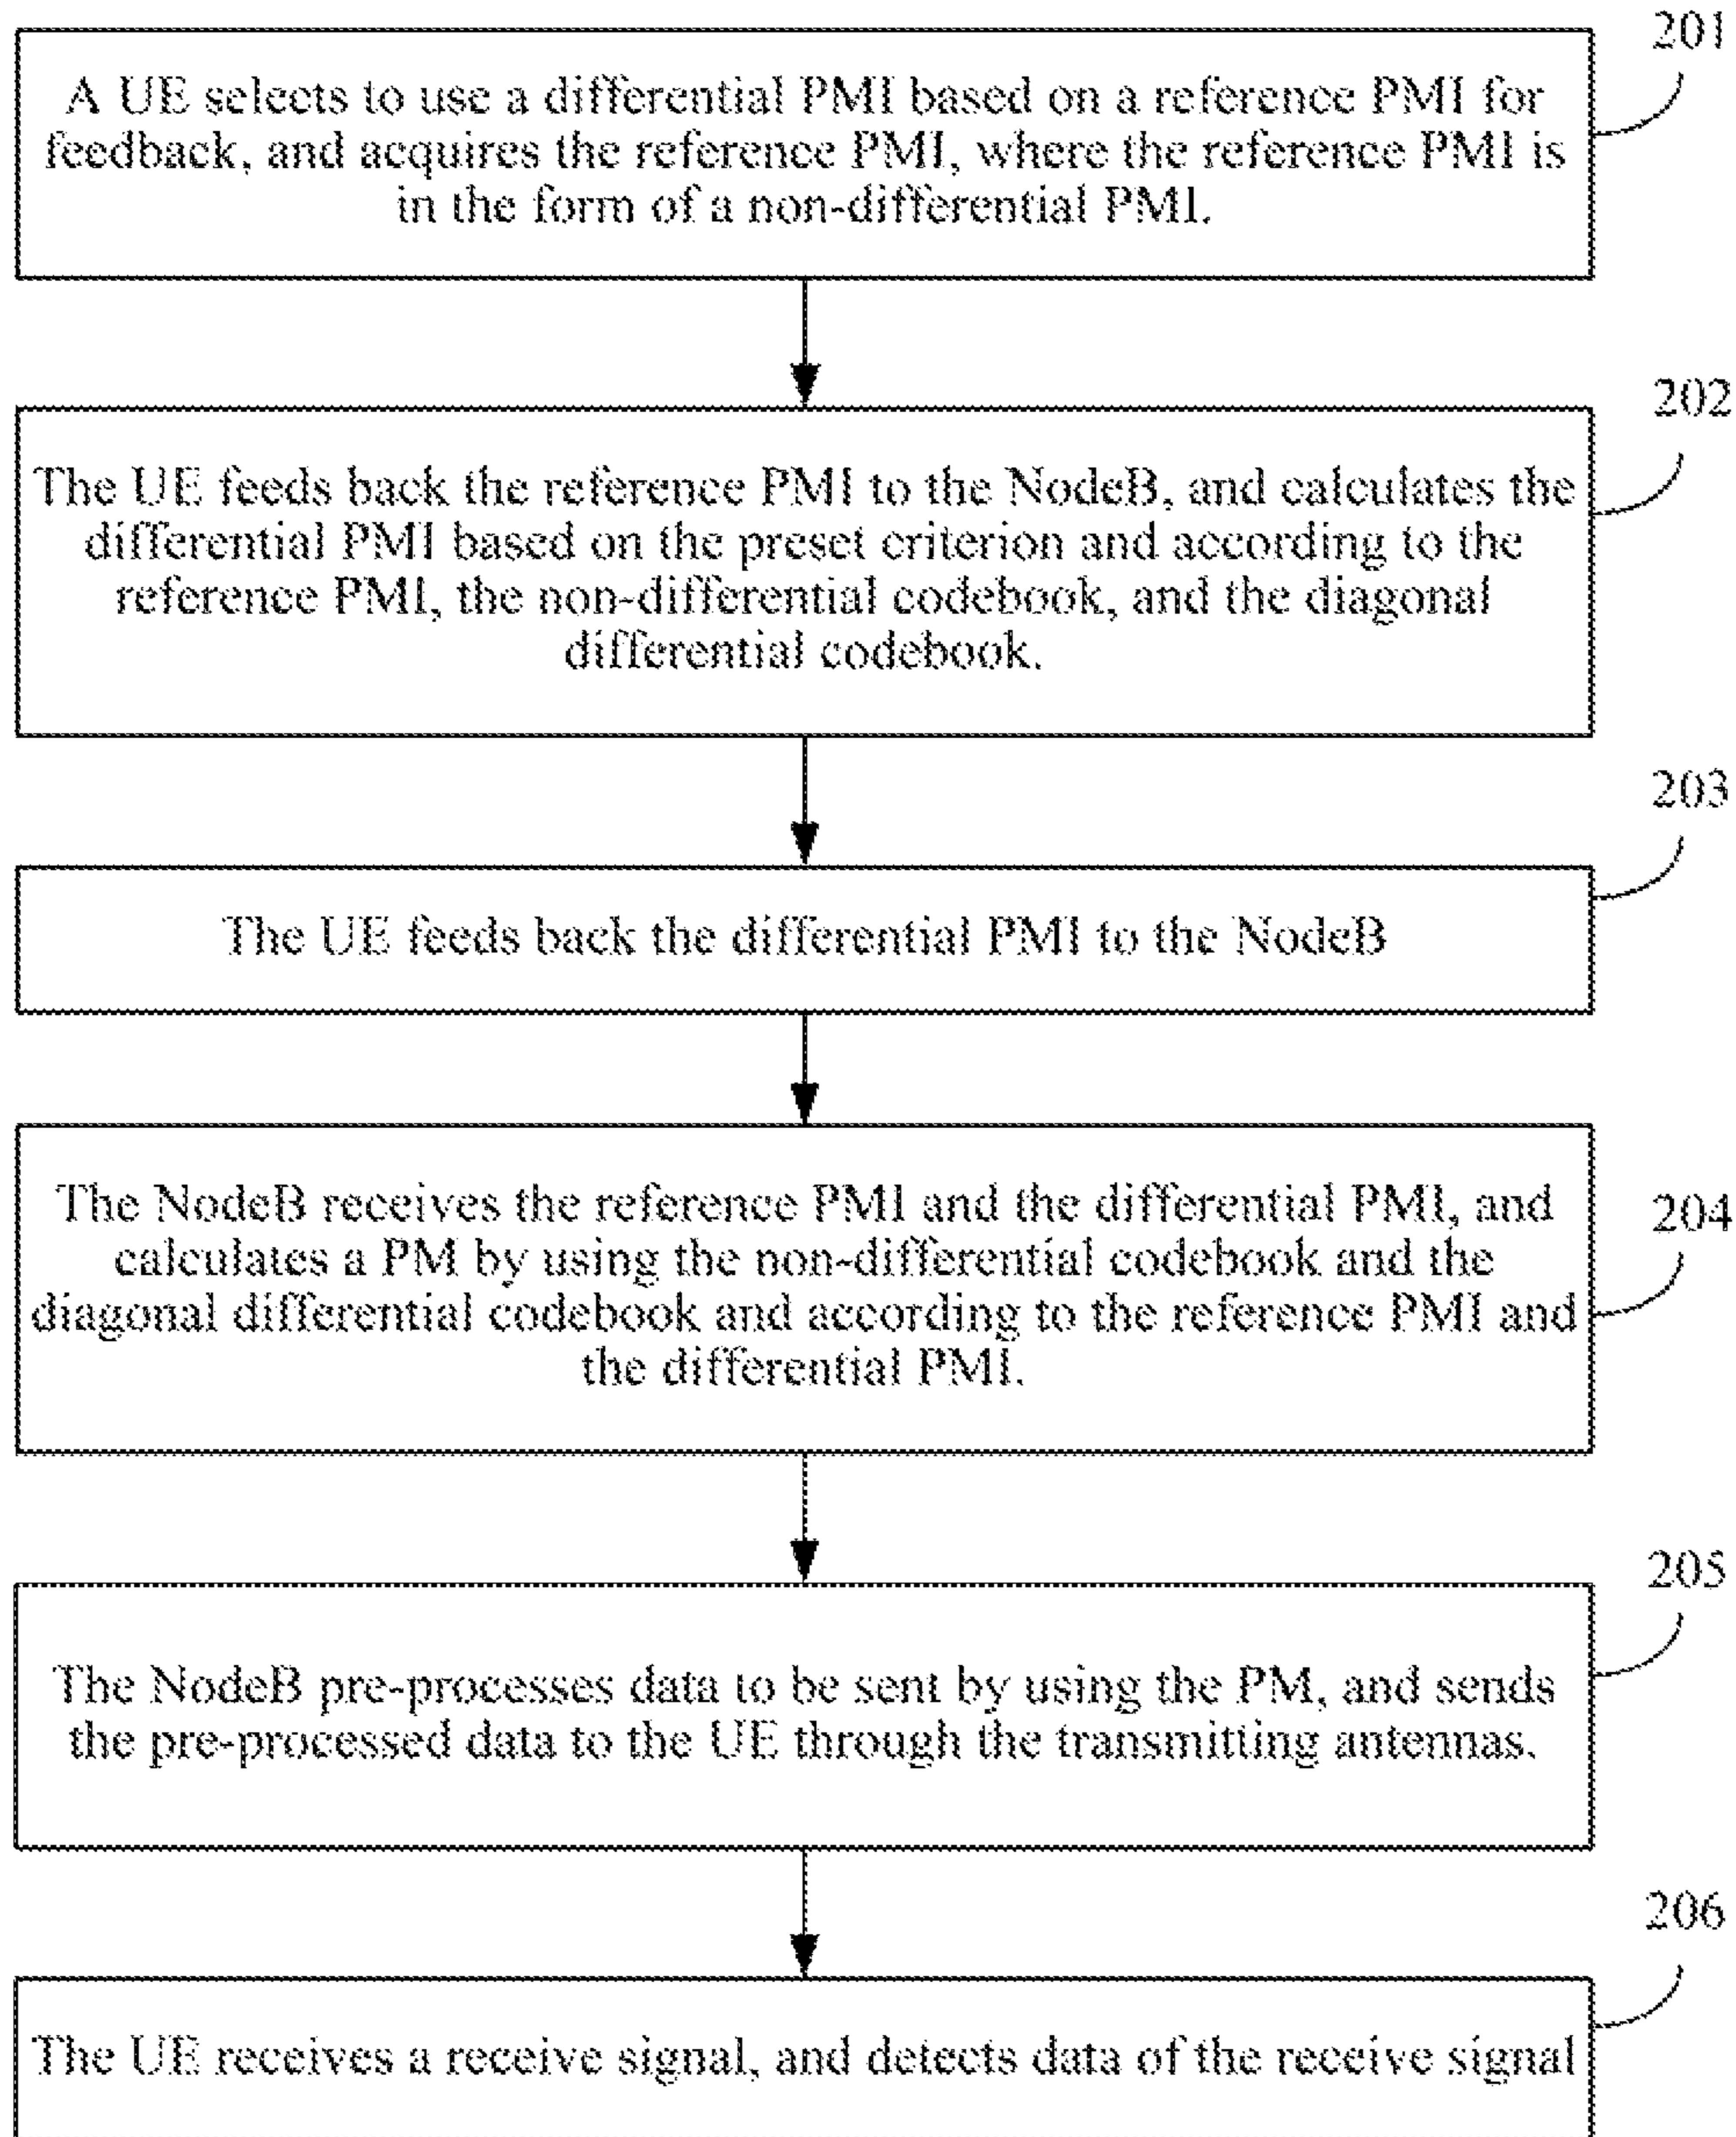 201
A UE selects to use a differential PMI based on a reference PMI for
feedback, and acquires the reference PMI, where the reference PMI is
in the form of a non-differential PMI.
202
The UE feeds back the reference PMI to the NodeB, and calculates the
differential PMI based on the preset criterion and according to the
reference PMI, the non-differential codebook, and the diagonal
differential codebook.
203
The UE feeds back the differential PMI to the NodeB
204
The NodeB receives the reference PMI and the differential PMI, and
calculates a PM by using the non-differential codebook and the
diagonal differential codebook and according to the reference PMI and
the differential PMI.
205
The NodeB pre-processes data to be sent by using the PM, and sends
the pre-processed data to the UE through the transmitting antennas.
206
The UE receives a receive signal, and detects data of the receive signal